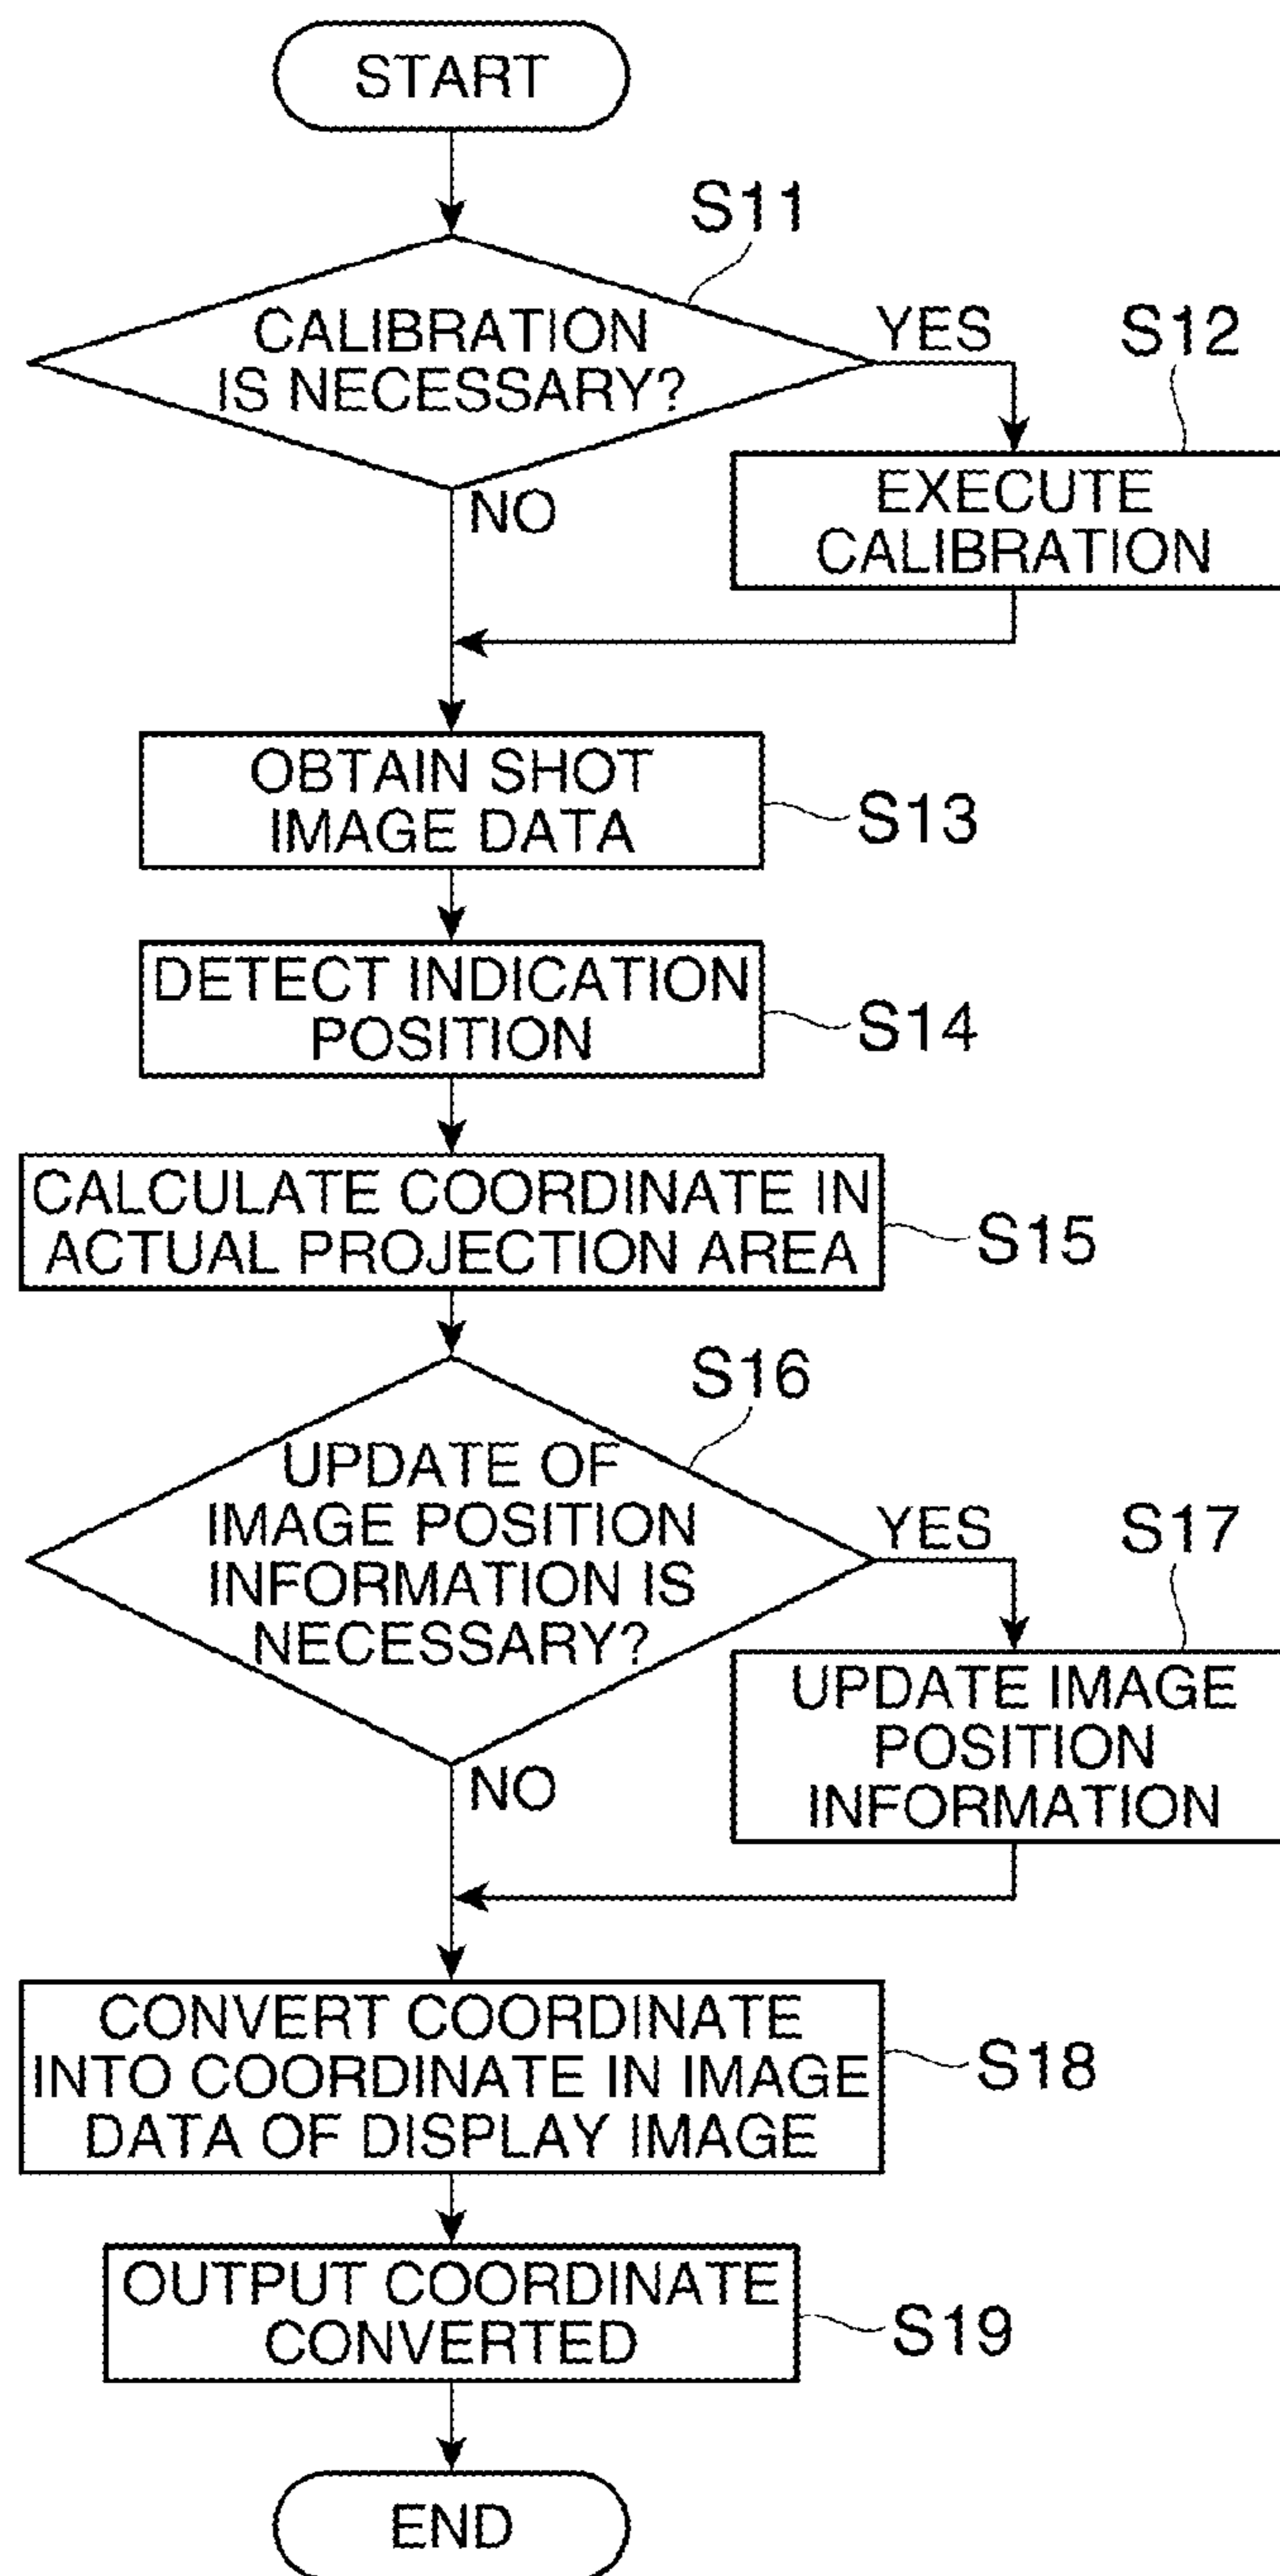 START
S11
CALIBRATION
IS NECESSARY?
YES
S12
EXECUTE
CALIBRATION
NO
OBTAIN SHOT
IMAGE DATA
S13
DETECT INDICATION
POSITION
S14
CALCULATE COORDINATE IN
ACTUAL PROJECTION AREA
S15
S16
UPDATE OF
IMAGE POSITION
INFORMATION IS
NECESSARY?
YES
S17
UPDATE IMAGE
POSITION
INFORMATION
NO
CONVERT COORDINATE
INTO COORDINATE IN IMAGE
DATA OF DISPLAY IMAGE
S18
OUTPUT COORDINATE
CONVERTED
S19
END